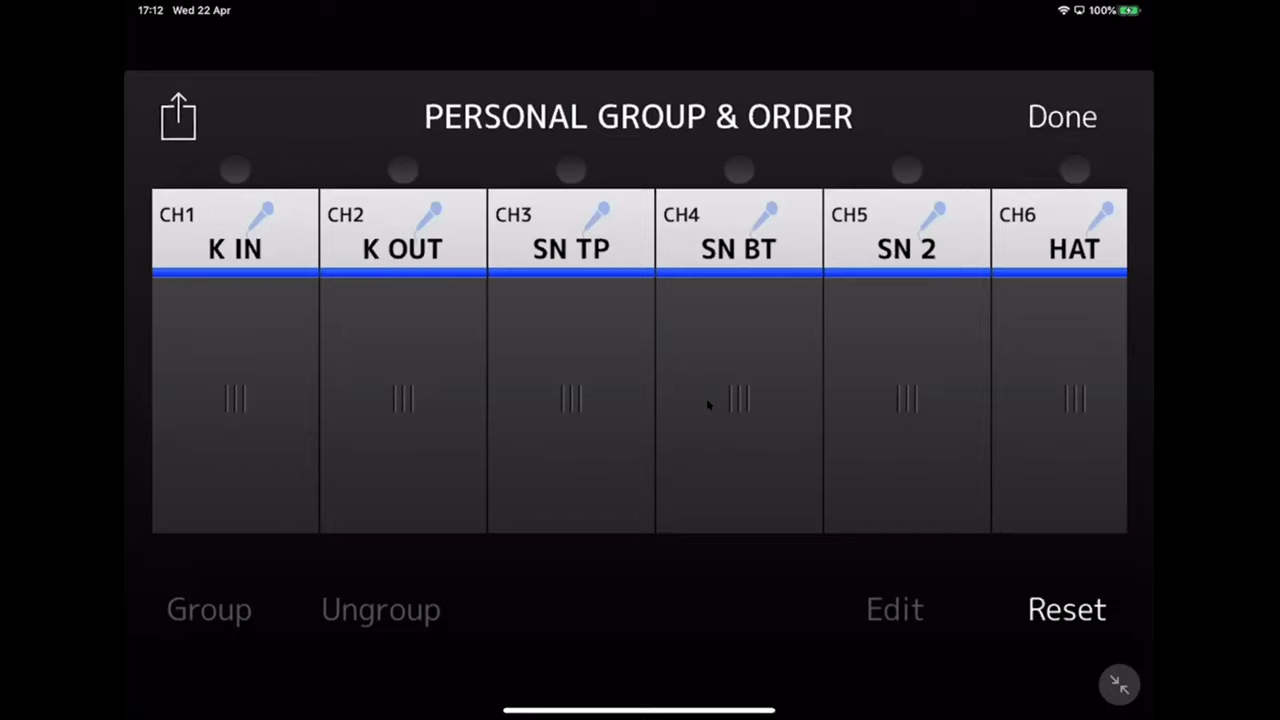 17:12 Wed 22 Apr 100%
PERSONAL GROUP & ORDER Done
CH1 CH2 CH3 CH4 CH5 CH6
K IN K OUT SN TP SN BT SN 2 HAT
Group Ungroup Edit Reset